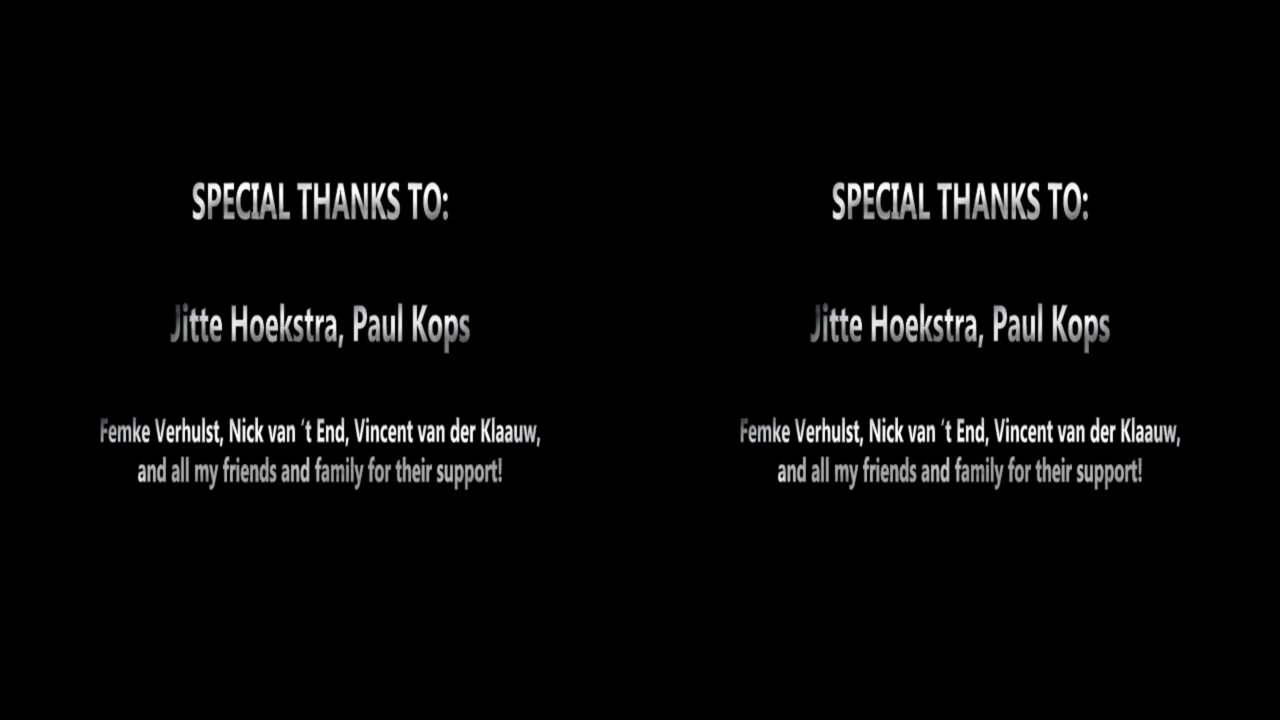 SPECIAL THANKS TO:
Jitte Hoekstra, Paul Kops
Femke Verhulst, Nick van ‘t End, Vincent van der Klaauw,
and all my friends and family for their support!
SPECIAL THANKS TO:
Jitte Hoekstra, Paul Kops
Femke Verhulst, Nick van ‘t End, Vincent van der Klaauw,
and all my friends and family for their support!